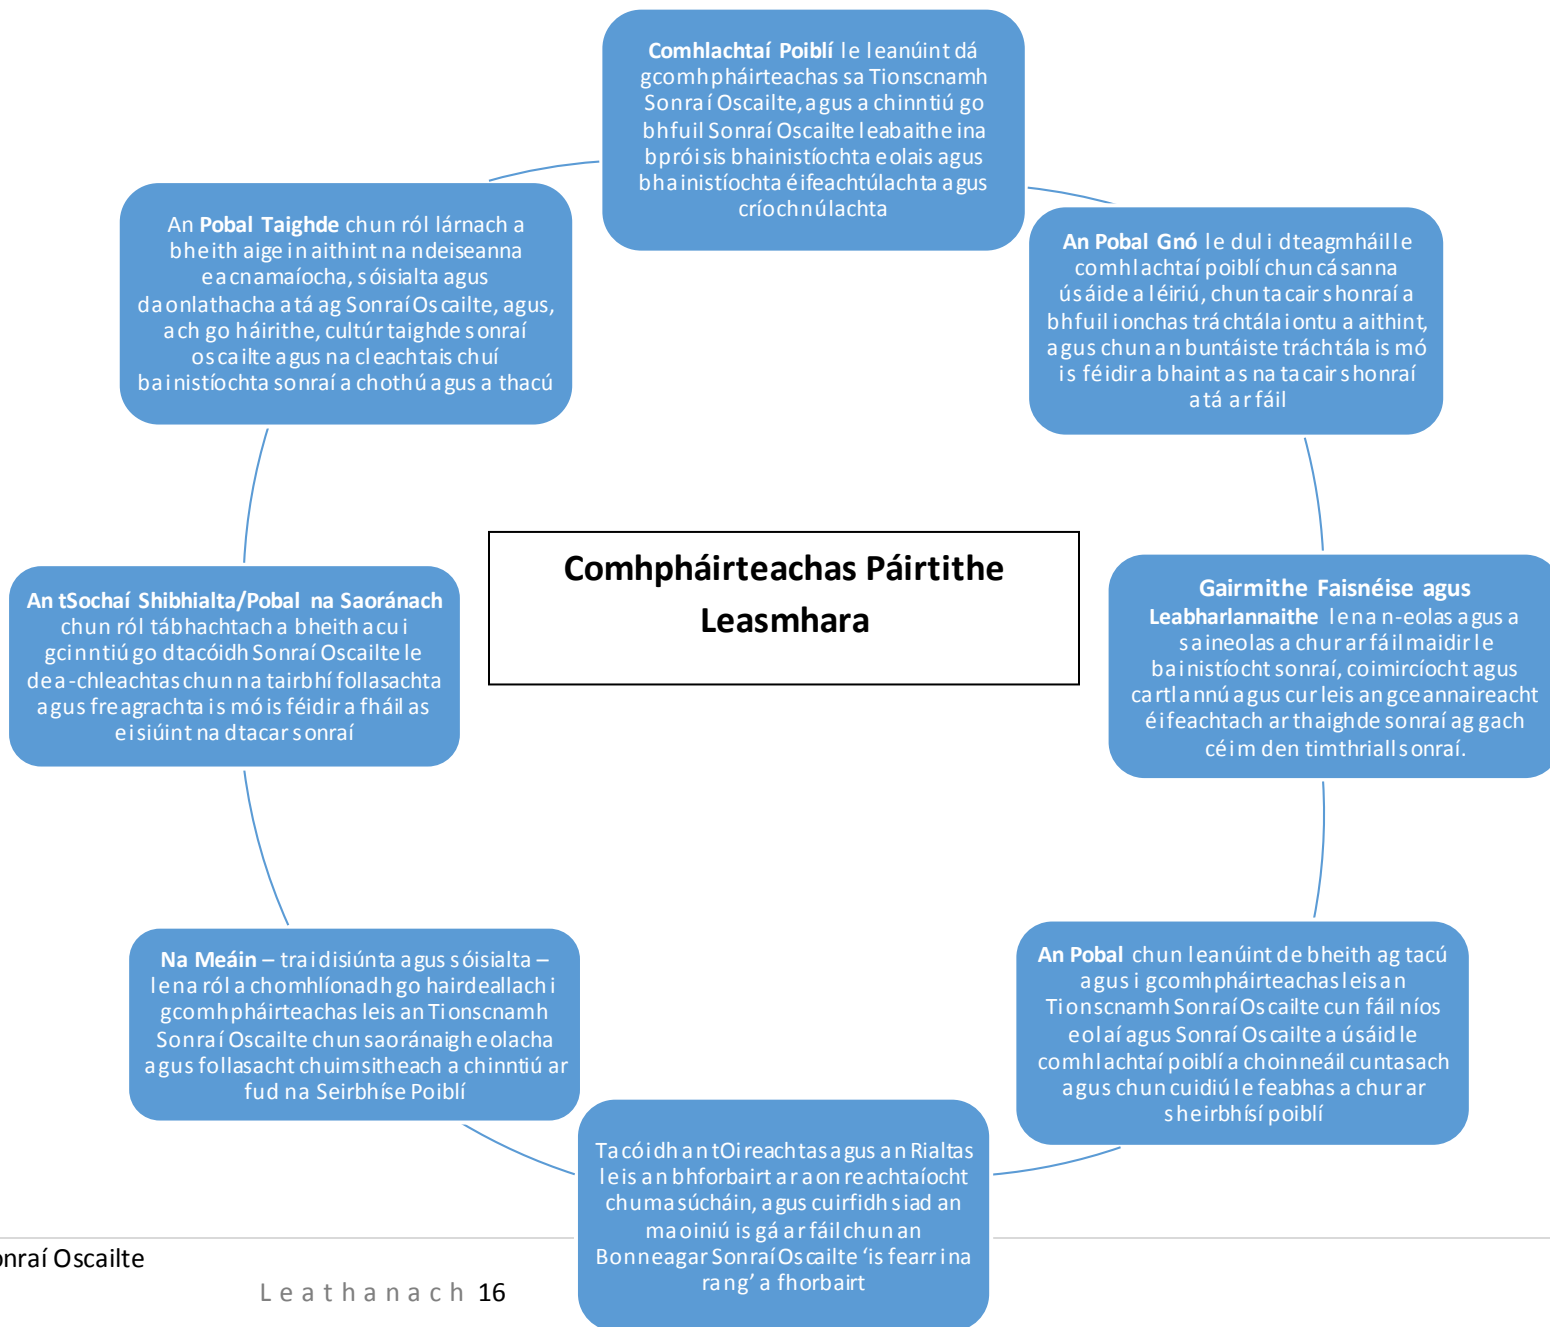 Comhlachtaí Poiblí le leanúint dá
gcomhpháirteachas sa Tionscnamh
Sonraí Oscailte, agus a chinntiú go
bhfuil Sonraí Oscailte leabaithe ina
bpróisis bhainistíochta eolais agus
bhainistíochta éifeachtúlachta agus
críochnúlachta
An Pobal Gnó le dul i dteagmháil le
comhlachtaí poiblí chun cásanna
úsáide a léiriú, chun tacair shonraí a
bhfuil ionchas tráchtála iontu a aithint,
agus chun an buntáiste tráchtála is mó
is féidir a bhaint as na tacair shonraí
atá ar fáil
Gairmithe Faisnéise agus
Leabharlannaithe lena n-eolas agus a
saineolas a chur ar fáil maidir le
bainistíocht sonraí, coimircíocht agus
cartlannú agus cur leis an gceannaireacht
éifeachtach ar thaighde sonraí ag gach
céim den timthriall sonraí.
An Pobal chun leanúint de bheith ag tacú
agus i gcomhpháirteachas leis an
Tionscnamh Sonraí Oscailte cun fáil níos
eolaí agus Sonraí Oscailte a úsáid le
comhlachtaí poiblí a choinneáil cuntasach
agus chun cuidiú le feabhas a chur ar
sheirbhísí poiblí
Tacóidh an tOireachtas agus an Rialtas
leis an bhforbairt ar aon reachtaíocht
chumasúcháin, agus cuirfidh siad an
maoiniú is gá ar fáil chun an
Bonneagar Sonraí Oscailte ‘is fearr ina
rang’ a fhorbairt
Na Meáin – traidisiúnta agus sóisialta –
lena ról a chomhlíonadh go hairdeallach i
gcomhpháirteachas leis an Tionscnamh
Sonraí Oscailte chun saoránaigh eolacha
agus follasacht chuimsitheach a chinntiú ar
fud na Seirbhíse Poiblí
An tSochaí Shibhialta/Pobal na Saoránach
chun ról tábhachtach a bheith acu i
gcinntiú go dtacóidh Sonraí Oscailte le
dea-chleachtas chun na tairbhí follasachta
agus freagrachta is mó is féidir a fháil as
eisiúint na dtacar sonraí
An Pobal Taighde chun ról lárnach a
bheith aige in aithint na ndeiseanna
eacnamaíocha, sóisialta agus
daonlathacha atá ag Sonraí Oscailte, agus,
ach go háirithe, cultúr taighde sonraí
oscailte agus na cleachtais chuí
bainistíochta sonraí a chothú agus a thacú
Comhpháirteachas Páirtithe
Leasmhara
onraí Oscailte
Leathanach 16